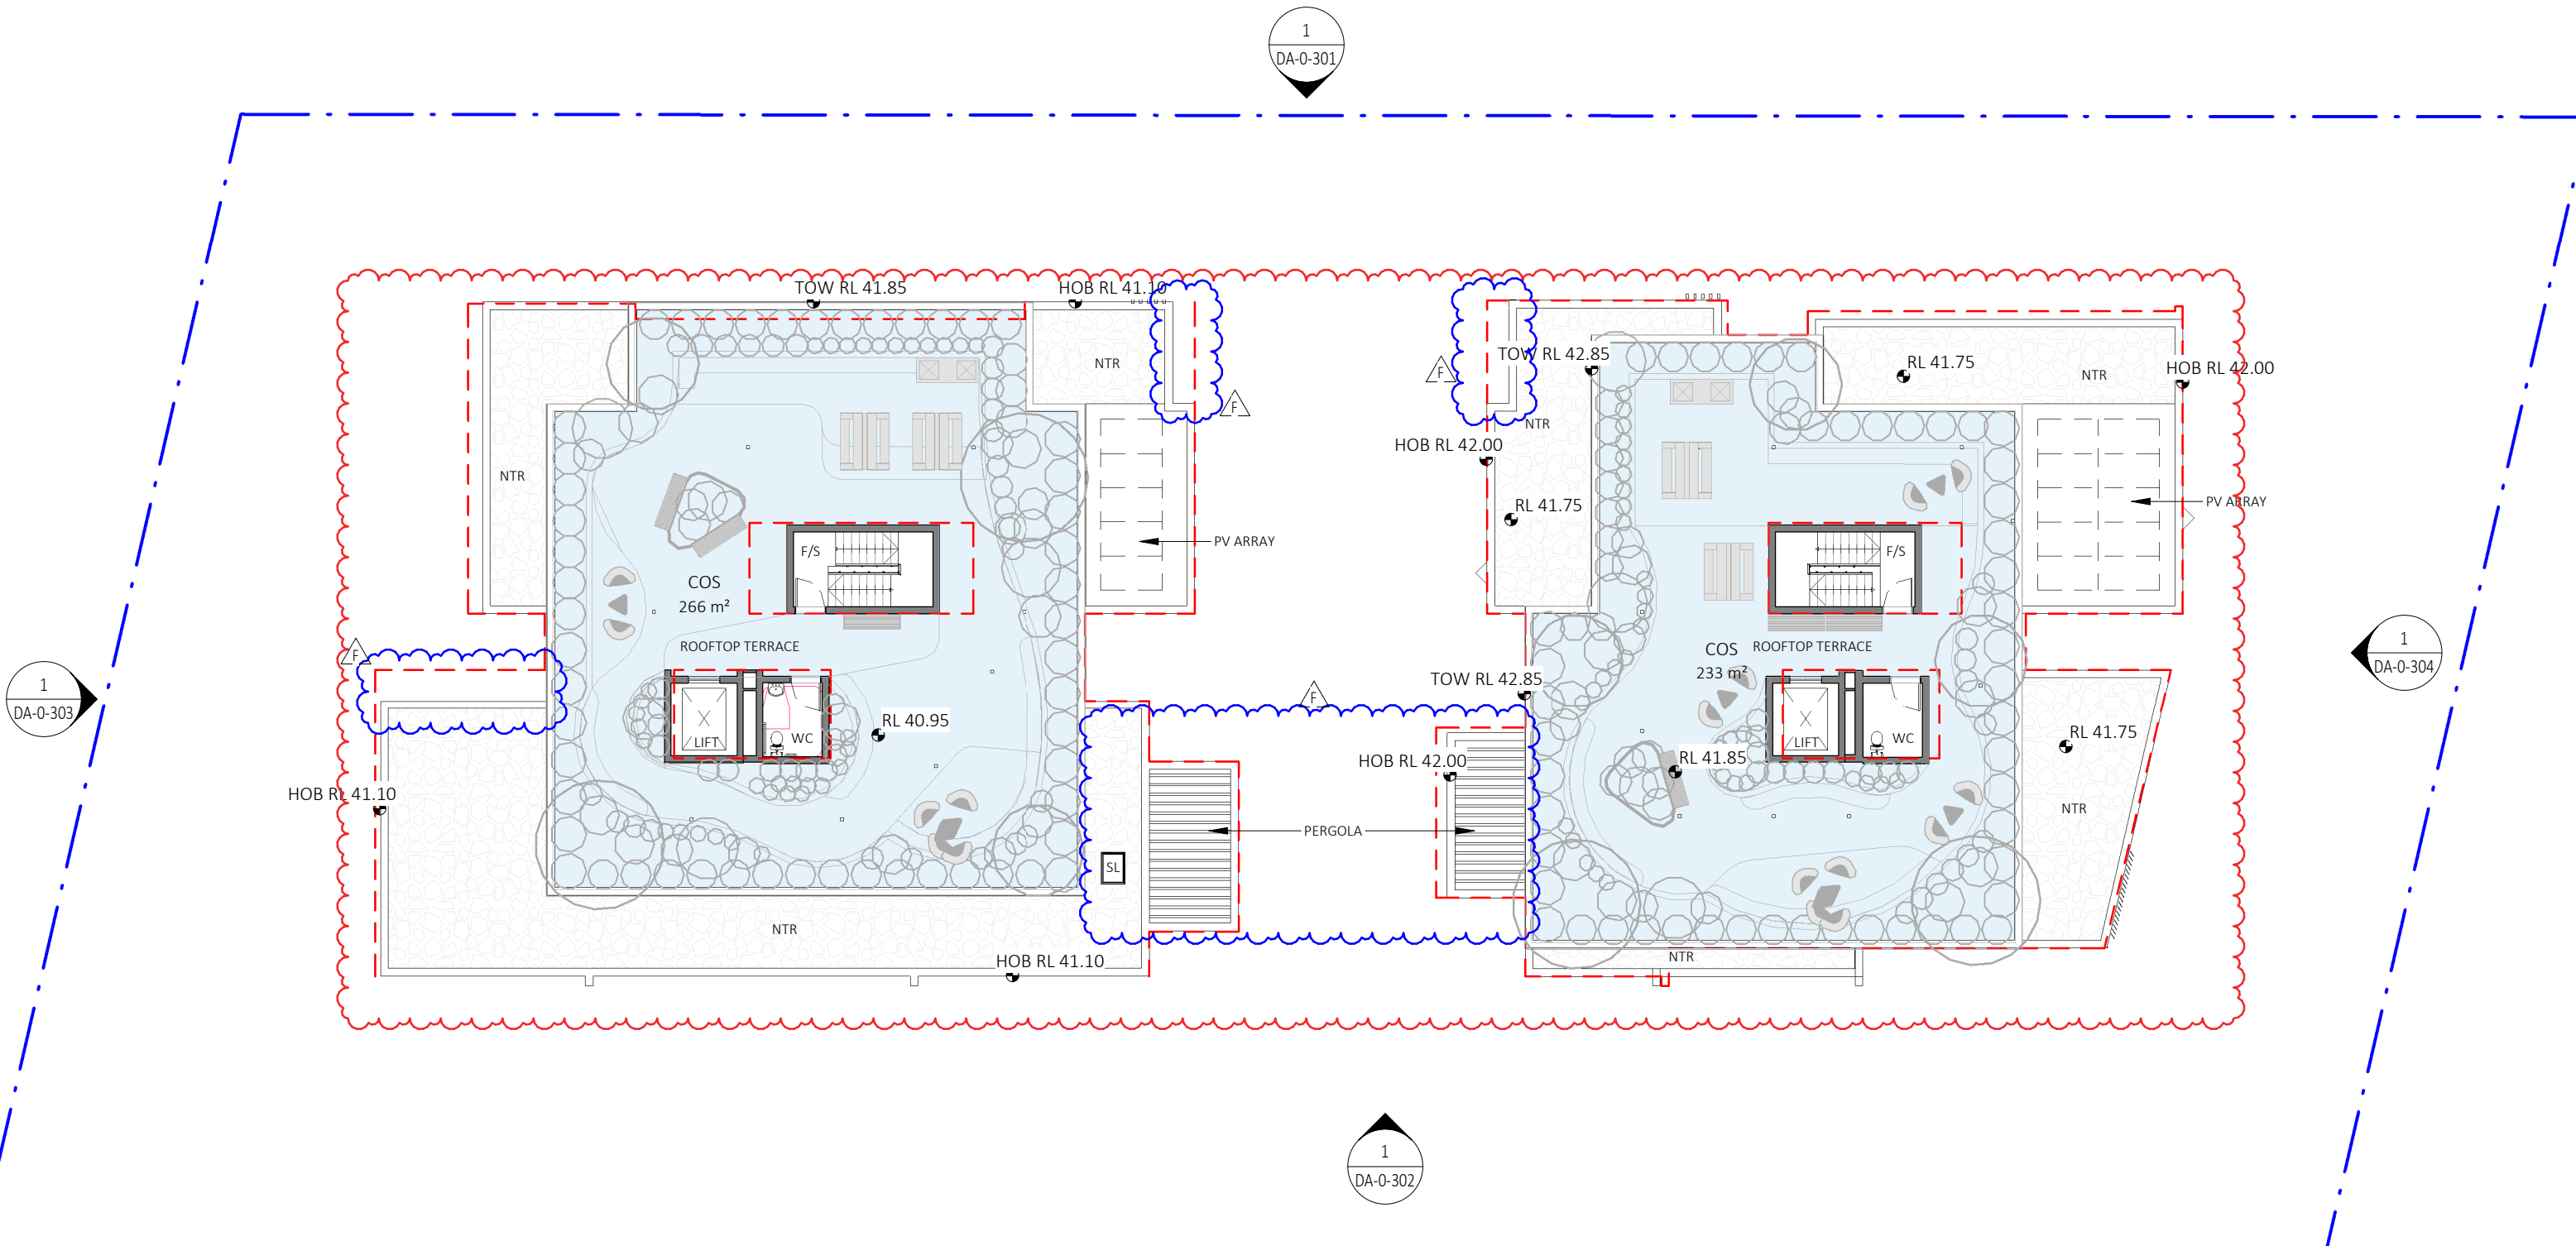 1
DA-0-301
TOW RL 41.85
HOB RL 41.10
NTR
F
NTR
F/S
COS
266 m²
ROOFTOP TERRACE
PV ARRAY
F
1
DA-0-303
LIFT
WC
RL 40.95
HOB RL 41.10
SL
NTR
HOB RL 41.10
F
PERGOLA
F
TOW RL 42.85
NTR
HOB RL 42.00
RL 41.75
RL 41.75
NTR
HOB RL 42.00
PV ARRAY
F/S
COS
233 m²
ROOFTOP TERRACE
TOW RL 42.85
HOB RL 42.00
RL 41.85
LIFT
WC
RL 41.75
NTR
NTR
1
DA-0-304
1
DA-0-302